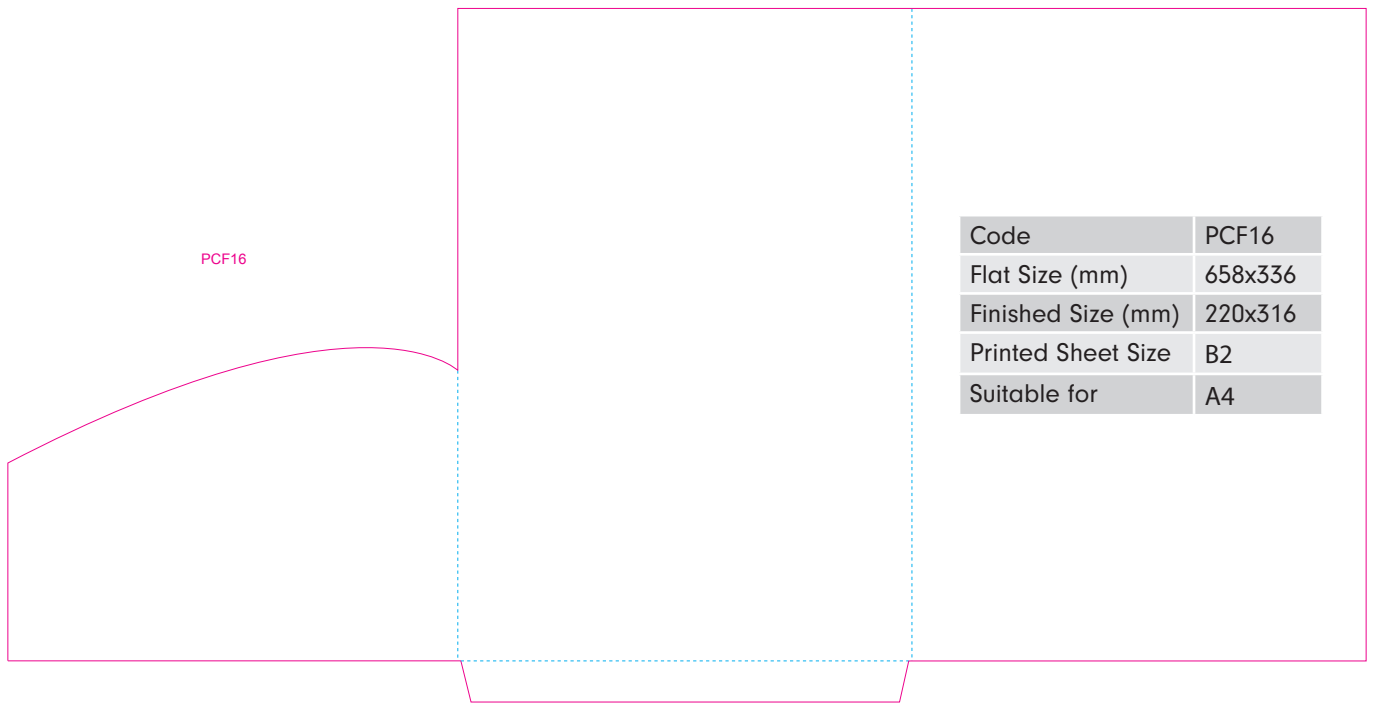 PCF16
Code PCF16
Flat Size (mm) 658x336
Finished Size (mm) 220x316
Printed Sheet Size B2
Suitable for A4